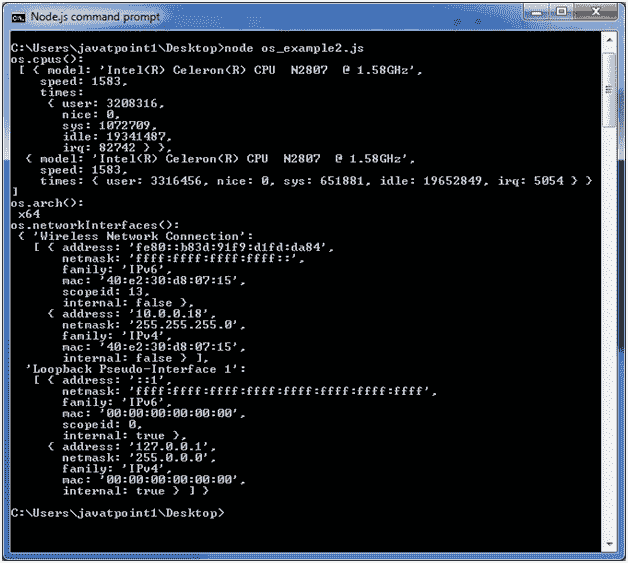 Node.js command prompt
C:\Users\javatpoint1\Desktop>node os_example2.js
os.cpus():
[ { model: 'Intel(R) Celeron(R) CPU  N2807  @ 1.58GHz',
speed: 1583,
times:
{ user: 3208316,
nice: 0,
sys: 1072709,
idle: 19341487,
irq: 82742 } },
{ model: 'Intel(R) Celeron(R) CPU  N2807  @ 1.58GHz',
speed: 1583,
times: { user: 3316456, nice: 0, sys: 651881, idle: 19652849, irq: 5054 } }
]
os.arch():
x64
os.networkInterfaces():
{ 'Wireless Network Connection':
[ { address: 'fe80::b83d:91f9:d1fd:da84',
netmask: 'ffff:ffff:ffff:ffff::',
family: 'IPv6',
mac: '40:e2:30:d8:07:15',
scopeid: 13,
internal: false },
{ address: '10.0.0.18',
netmask: '255.255.255.0',
family: 'IPv4',
mac: '40:e2:30:d8:07:15',
internal: false } ],
'Loopback Pseudo-Interface 1':
[ { address: '::1',
netmask: 'ffff:ffff:ffff:ffff:ffff:ffff:ffff:ffff',
family: 'IPv6',
mac: '00:00:00:00:00:00',
scopeid: 0,
internal: true },
{ address: '127.0.0.1',
netmask: '255.0.0.0',
family: 'IPv4',
mac: '00:00:00:00:00:00',
internal: true } ] }
C:\Users\javatpoint1\Desktop>